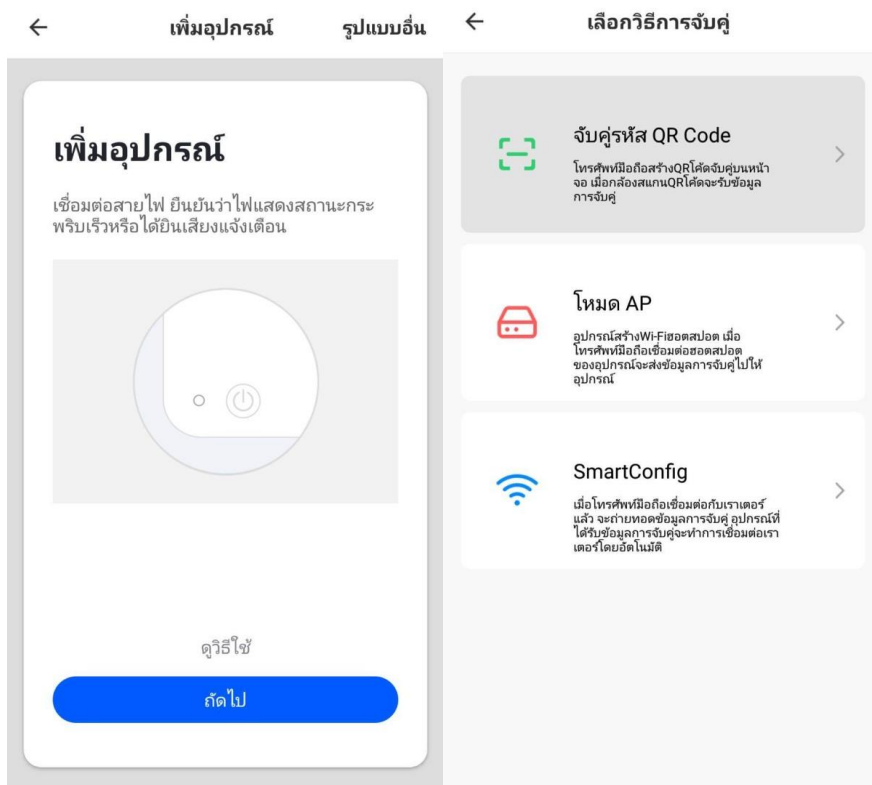 เพิ่มอุปกรณ์
รูปแบบอื่น
เพิ่มอุปกรณ์
เชื่อมต่อสายไฟ ยืนยันว่าไฟแสดงสถานะกระ
พริบเร็วหรือได้ยินเสียงแจ้งเตือน
ดูวิธีใช้
ถัดไป
เลือกวิธีการจับคู่
จับคู่รหัส QR Code
โทรศัพท์มือถือสร้างQRโค้ดจับคู่บนหน้า
จอ เมื่อกล้องสแกนQRโค้ดจะรับข้อมูล
การจับคู่
โหมด AP
อุปกรณ์สร้างWi-Fiฮอตสปอต เมื่อ
โทรศัพท์มือถือเชื่อมต่อฮอตสปอต
ของอุปกรณ์จะส่งข้อมูลการจับคู่ไปให้
อุปกรณ์
SmartConfig
เมื่อโทรศัพท์มือถือเชื่อมต่อกับเราเตอร์
แล้ว จะถ่ายทอดข้อมูลการจับคู่ อุปกรณ์ที่
ได้รับข้อมูลการจับคู่จะทำการเชื่อมต่อเรา
เตอร์โดยอัตโนมัติ